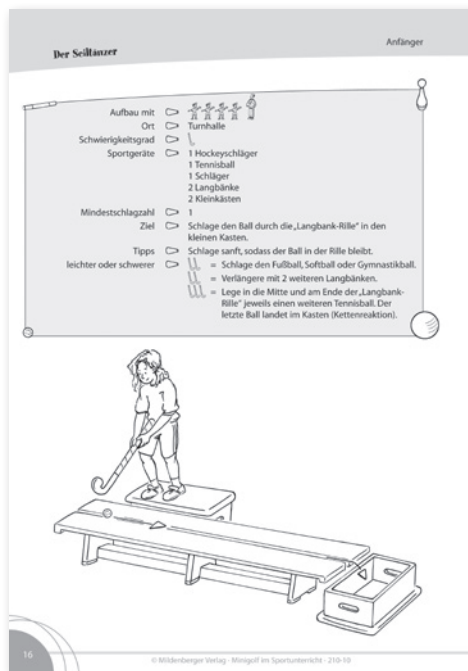 Anfänger
Der Seiltänzer
Aufbau mit
Ort Turnhalle
Schwierigkeitsgrad
Sportgeräte 1 Hockeyschläger
1 Tennisball
1 Schläger
2 Langbänke
2 Kleinkästen
Mindestschlagzahl 1
Ziel Schlage den Ball durch die „Langbank-Rille“ in den
kleinen Kasten.
Tipps Schlage sanft, sodass der Ball in der Rille bleibt.
leichter oder schwerer = Schlage den Fußball, Softball oder Gymnastikball.
= Verlängere mit 2 weiteren Langbänken.
= Lege in die Mitte und am Ende der „Langbank-
Rille“ jeweils einen weiteren Tennisball. Der
letzte Ball landet im Kasten (Kettenreaktion).
16
© Mildenberger Verlag - Minigolf im Sportunterricht - 210-10